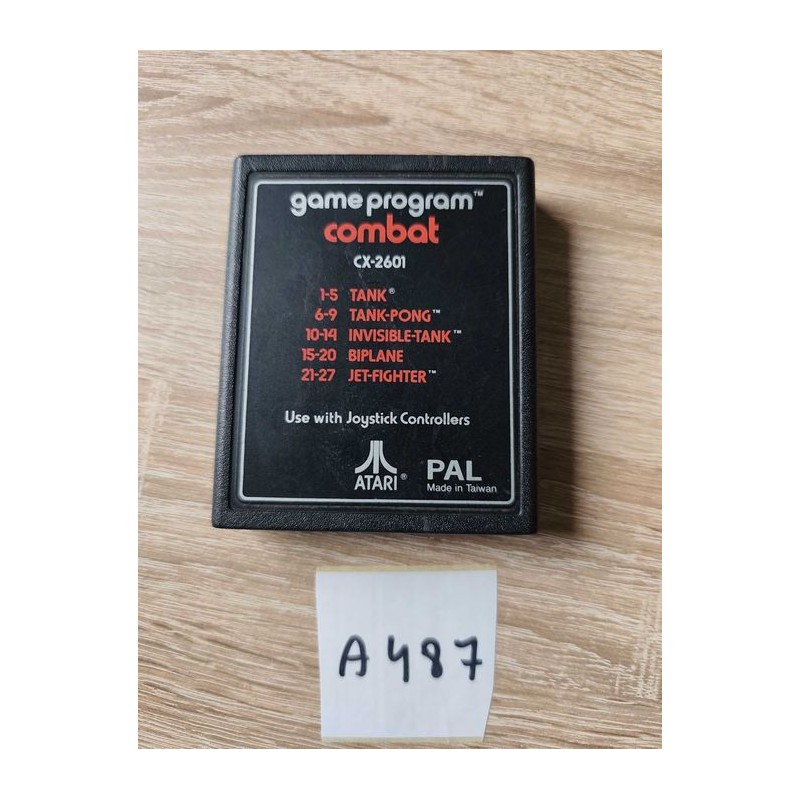 game program™
combat
CX-2601
1-5 TANK®
6-9 TANK-PONG™
10-14 INVISIBLE-TANK™
15-20 BIPLANE
21-27 JET-FIGHTER™
Use with Joystick Controllers
ATARI®
PAL
Made in Taiwan
A487